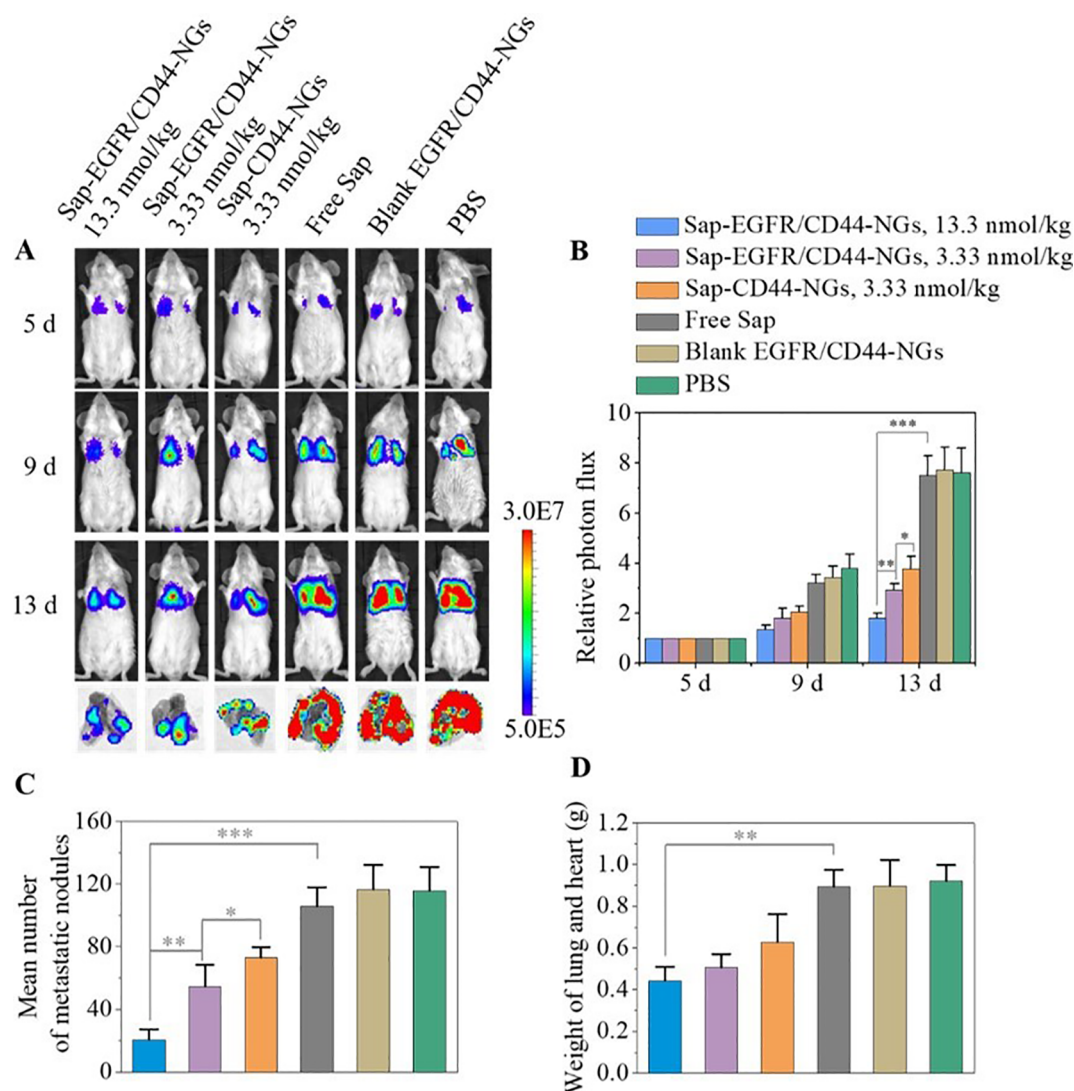 Sap-EGFR/CD44-NGs
13.3 nmol/kg
Sap-EGFR/CD44-NGs
3.33 nmol/kg
Sap-CD44-NGs
3.33 nmol/kg
Free Sap
Blank EGFR/CD44-NGs
PBS
A
5 d
9 d
13 d
3.0E7
5.0E5
B
Sap-EGFR/CD44-NGs, 13.3 nmol/kg
Sap-EGFR/CD44-NGs, 3.33 nmol/kg
Sap-CD44-NGs, 3.33 nmol/kg
Free Sap
Blank EGFR/CD44-NGs
PBS
Relative photon flux
10
8
6
4
2
0
***
**
*
5 d
9 d
13 d
C
Mean number
of metastatic nodules
160
120
80
40
0
***
**
*
D
Weight of lung and heart (g)
1.2
1.0
0.8
0.6
0.4
0.2
0.0
**